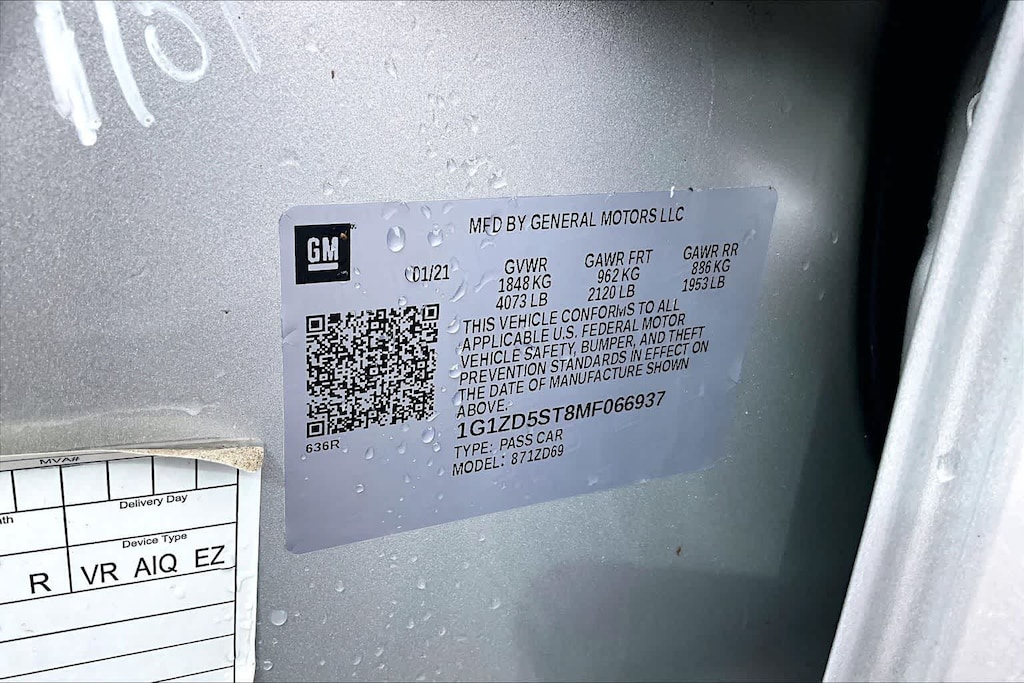 MFD BY GENERAL MOTORS LLC
GM
01/21
GVWR
1848 KG
4073 LB
GAWR FRT
962 KG
2120 LB
GAWR RR
886 KG
1953 LB
THIS VEHICLE CONFORMS TO ALL
APPLICABLE U.S. FEDERAL MOTOR
VEHICLE SAFETY, BUMPER, AND THEFT
PREVENTION STANDARDS IN EFFECT ON
THE DATE OF MANUFACTURE SHOWN
ABOVE.
1G1ZD5ST8MF066937
TYPE: PASS CAR
MODEL: 871ZD69
636R
MVA#
Delivery Day
Device Type
R
VR AIQ EZ